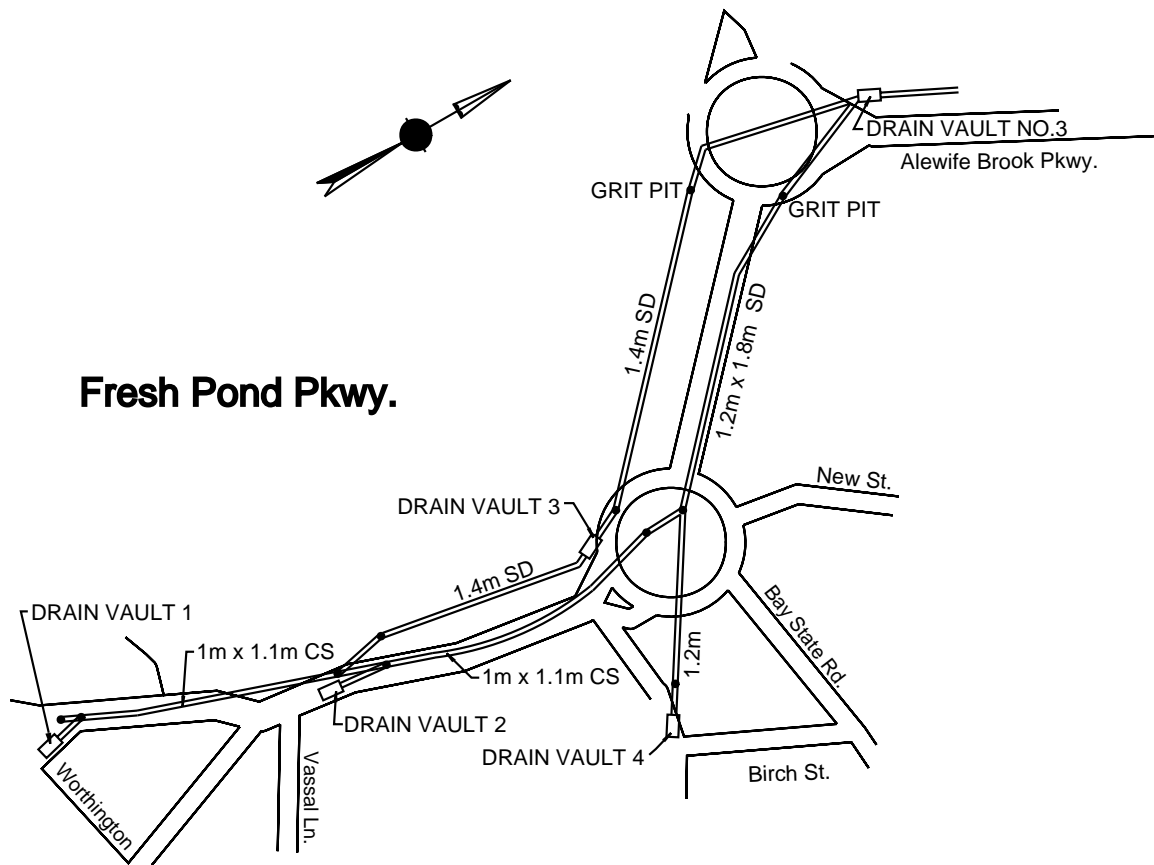 DRAIN VAULT NO.3
Alewife Brook Pkwy.
GRIT PIT
GRIT PIT
1.4m SD
1.2m x 1.8m SD
Fresh Pond Pkwy.
New St.
DRAIN VAULT 3
1.4m SD
Bay State Rd.
DRAIN VAULT 1
1m x 1.1m CS
1m x 1.1m CS
1.2m
DRAIN VAULT 2
DRAIN VAULT 4
Birch St.
Worthington
Vassal Ln.